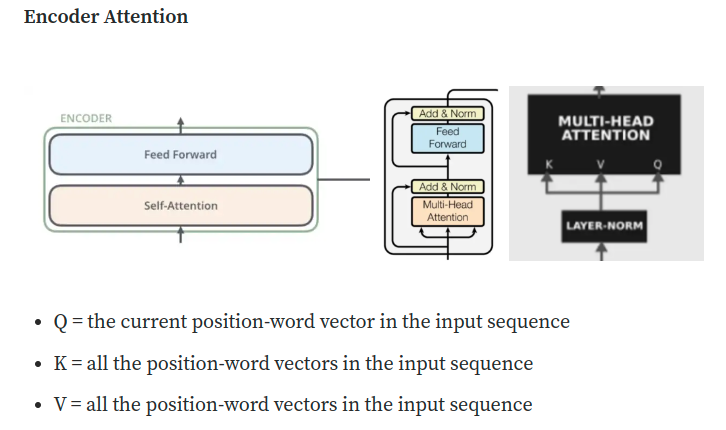 Encoder Attention
ENCODER
Feed Forward
Self-Attention
Add & Norm
Feed
Forward
Add & Norm
Multi-Head
Attention
MULTI-HEAD
ATTENTION
K V Q
LAYER-NORM
• Q = the current position-word vector in the input sequence
• K = all the position-word vectors in the input sequence
• V = all the position-word vectors in the input sequence